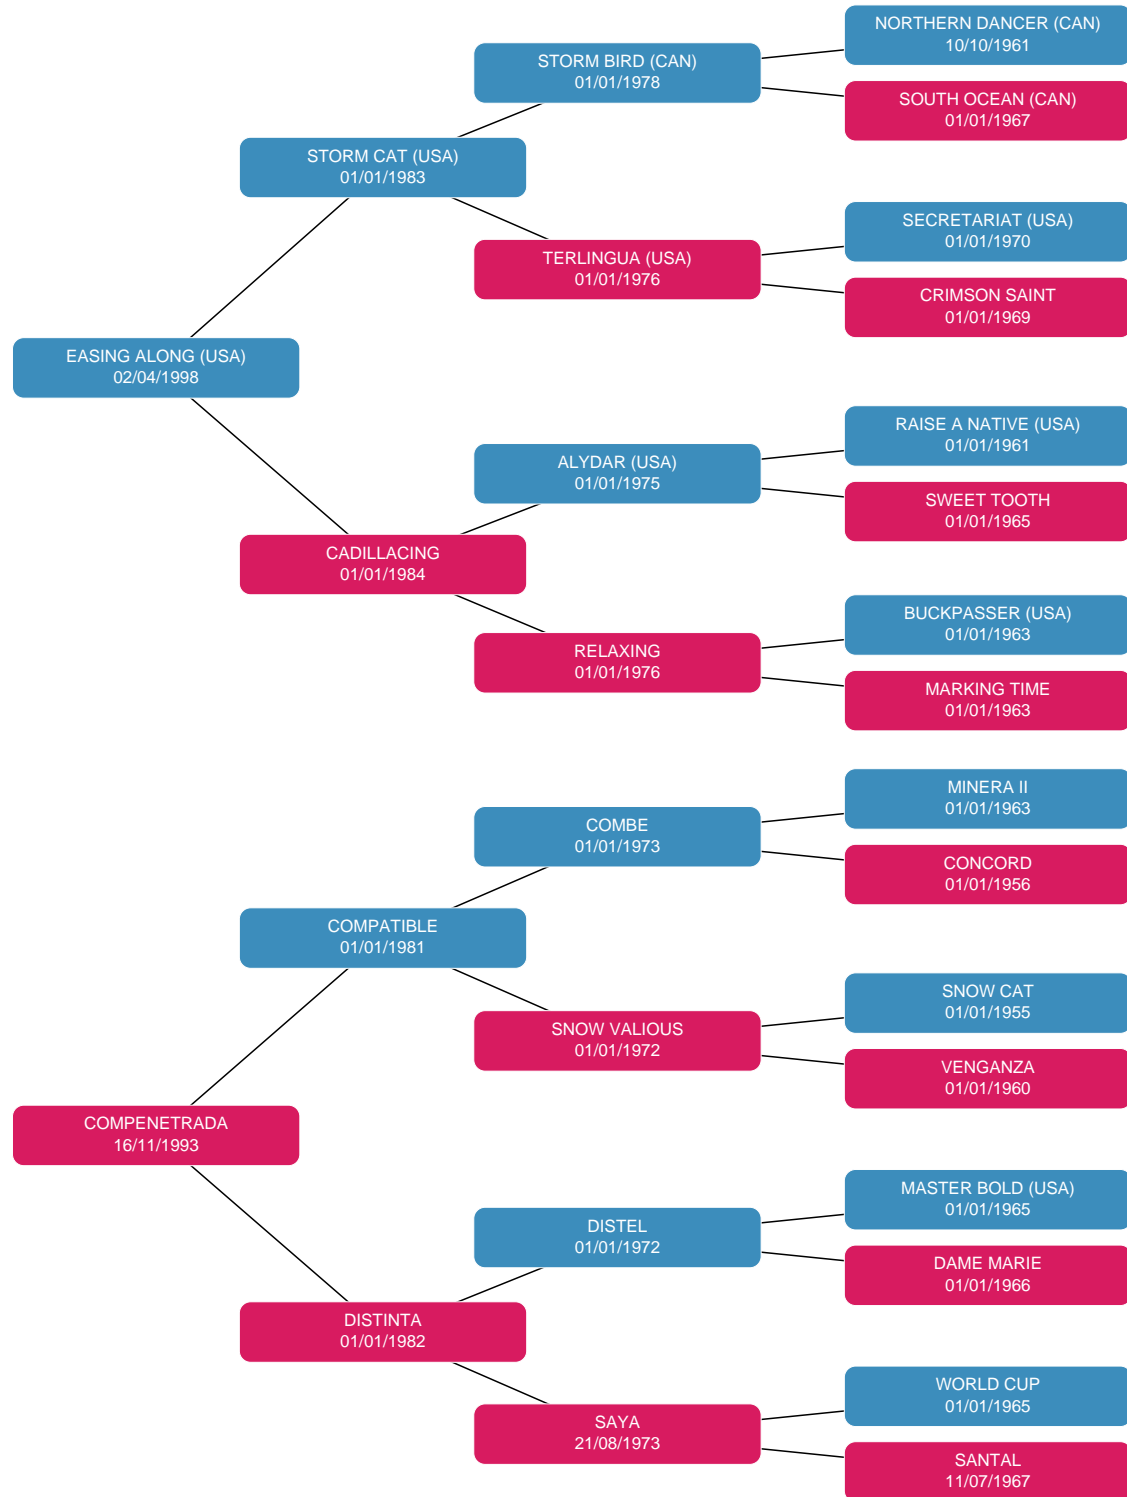 NORTHERN DANCER (CAN)
10/10/1961
STORM BIRD (CAN)
01/01/1978
SOUTH OCEAN (CAN)
01/01/1967
STORM CAT (USA)
01/01/1983
SECRETARIAT (USA)
01/01/1970
TERLINGUA (USA)
01/01/1976
CRIMSON SAINT
01/01/1969
EASING ALONG (USA)
02/04/1998
RAISE A NATIVE (USA)
01/01/1961
ALYDAR (USA)
01/01/1975
SWEET TOOTH
01/01/1965
CADILLACING
01/01/1984
BUCKPASSER (USA)
01/01/1963
RELAXING
01/01/1976
MARKING TIME
01/01/1963
MINERA II
01/01/1963
COMBE
01/01/1973
CONCORD
01/01/1956
COMPATIBLE
01/01/1981
SNOW CAT
01/01/1955
SNOW VALIOUS
01/01/1972
VENGANZA
01/01/1960
COMPENETRADA
16/11/1993
MASTER BOLD (USA)
01/01/1965
DISTEL
01/01/1972
DAME MARIE
01/01/1966
DISTINTA
01/01/1982
WORLD CUP
01/01/1965
SAYA
21/08/1973
SANTAL
11/07/1967